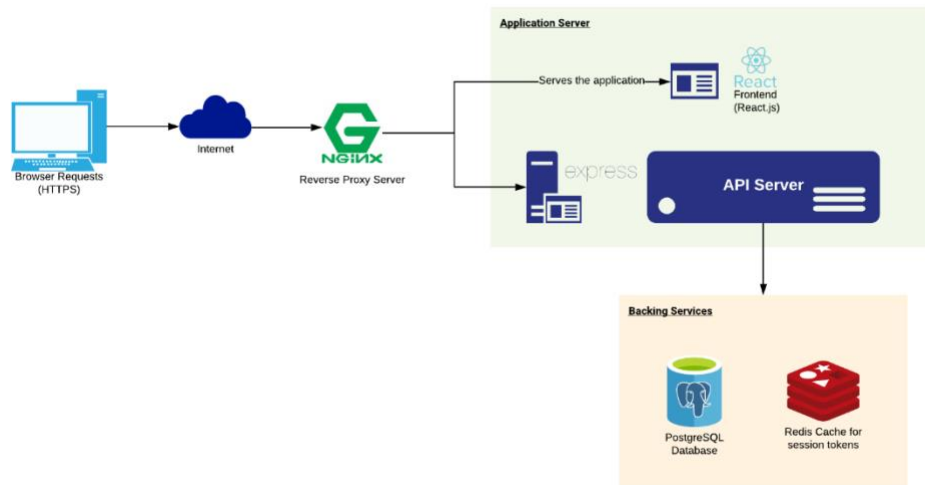 Application Server
Serves the application
React
Frontend
(React.js)
Browser Requests
(HTTPS)
Internet
NGiNX
Reverse Proxy Server
express
API Server
Backing Services
PostgreSQL
Database
Redis Cache for
session tokens